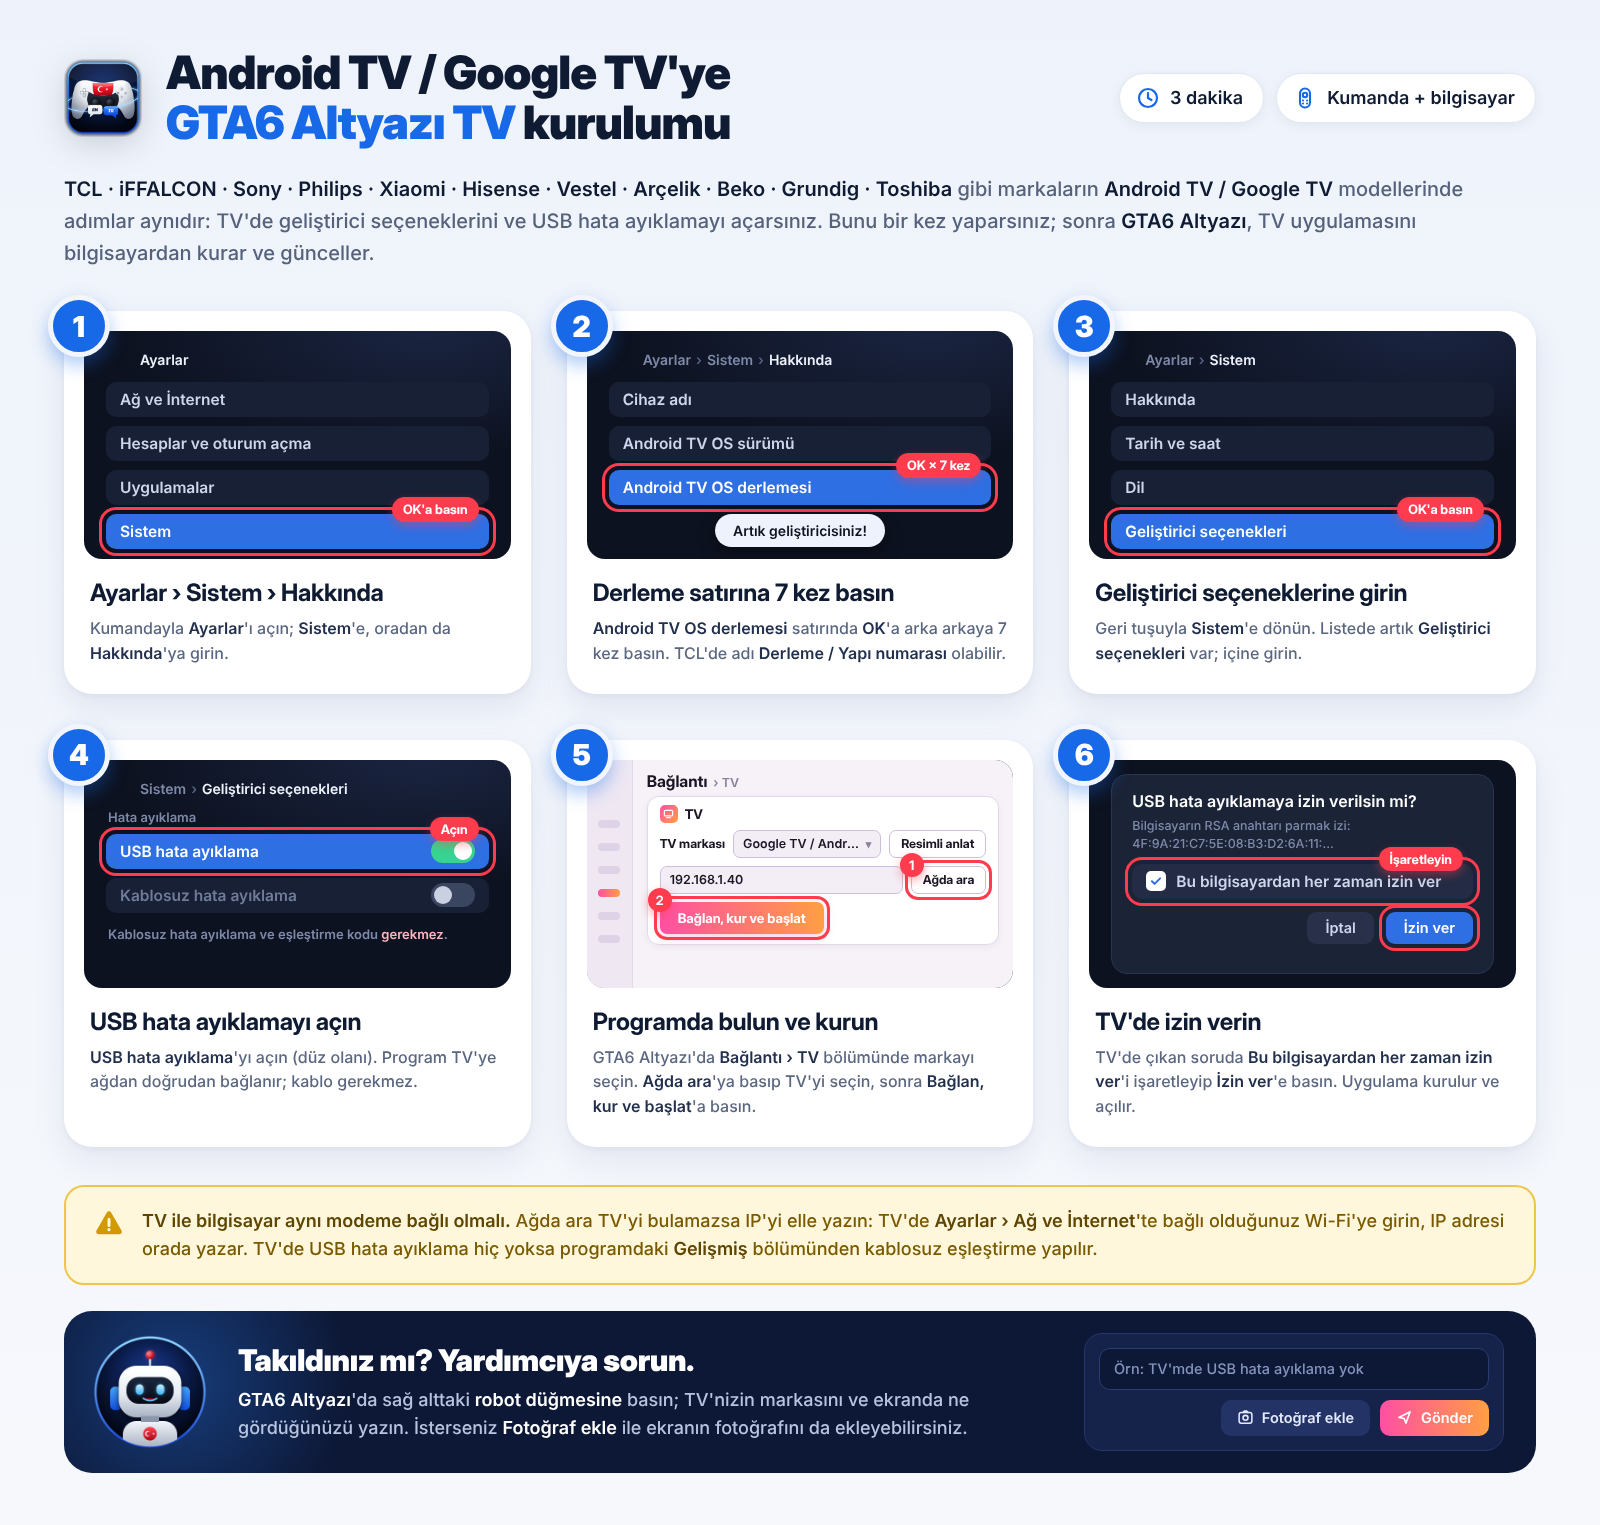 Android TV / Google TV'ye
GTA6 Altyazı TV kurulumu
3 dakika
Kumanda + bilgisayar
TCL · iFFALCON · Sony · Philips · Xiaomi · Hisense · Vestel · Arçelik · Beko · Grundig · Toshiba gibi markaların Android TV / Google TV modellerinde
adımlar aynıdır: TV'de geliştirici seçeneklerini ve USB hata ayıklamayı açarsınız. Bunu bir kez yaparsınız; sonra GTA6 Altyazı, TV uygulamasını
bilgisayardan kurar ve günceller.
1
Ayarlar
Ağ ve İnternet
Hesaplar ve oturum açma
Uygulamalar
OK'a basın
Sistem
Ayarlar › Sistem › Hakkında
Kumandayla Ayarlar'ı açın; Sistem'e, oradan da
Hakkında'ya girin.
2
Ayarlar › Sistem › Hakkında
Cihaz adı
Android TV OS sürümü
OK × 7 kez
Android TV OS derlemesi
Artık geliştiricisiniz!
Derleme satırına 7 kez basın
Android TV OS derlemesi satırında OK'a arka arkaya 7
kez basın. TCL'de adı Derleme / Yapı numarası olabilir.
3
Ayarlar › Sistem
Hakkında
Tarih ve saat
Dil
OK'a basın
Geliştirici seçenekleri
Geliştirici seçeneklerine girin
Geri tuşuyla Sistem'e dönün. Listede artık Geliştirici
seçenekleri var; içine girin.
4
Sistem › Geliştirici seçenekleri
Hata ayıklama
Açın
USB hata ayıklama
Kablosuz hata ayıklama
Kablosuz hata ayıklama ve eşleştirme kodu gerekmez.
USB hata ayıklamayı açın
USB hata ayıklama'yı açın (düz olanı). Program TV'ye
ağdan doğrudan bağlanır; kablo gerekmez.
5
Bağlantı › TV
TV
TV markası
Google TV / Andr... ▾
Resimli anlat
192.168.1.40
1
Ağda ara
2
Bağlan, kur ve başlat
Programda bulun ve kurun
GTA6 Altyazı'da Bağlantı › TV bölümünde markayı
seçin. Ağda ara'ya basıp TV'yi seçin, sonra Bağlan,
kur ve başlat'a basın.
6
USB hata ayıklamaya izin verilsin mi?
Bilgisayarın RSA anahtarı parmak izi:
4F:9A:21:C7:5E:08:B3:D2:6A:11:...
İşaretleyin
Bu bilgisayardan her zaman izin ver
İptal
İzin ver
TV'de izin verin
TV'de çıkan soruda Bu bilgisayardan her zaman izin
ver'i işaretleyip İzin ver'e basın. Uygulama kurulur ve
açılır.
TV ile bilgisayar aynı modeme bağlı olmalı. Ağda ara TV'yi bulamazsa IP'yi elle yazın: TV'de Ayarlar › Ağ ve İnternet'te bağlı olduğunuz Wi-Fi'ye girin, IP adresi
orada yazar. TV'de USB hata ayıklama hiç yoksa programdaki Gelişmiş bölümünden kablosuz eşleştirme yapılır.
Takıldınız mı? Yardımcıya sorun.
GTA6 Altyazı'da sağ alttaki robot düğmesine basın; TV'nizin markasını ve ekranda ne
gördüğünüzü yazın. İsterseniz Fotoğraf ekle ile ekranın fotoğrafını da ekleyebilirsiniz.
Örn: TV'mde USB hata ayıklama yok
Fotoğraf ekle
Gönder